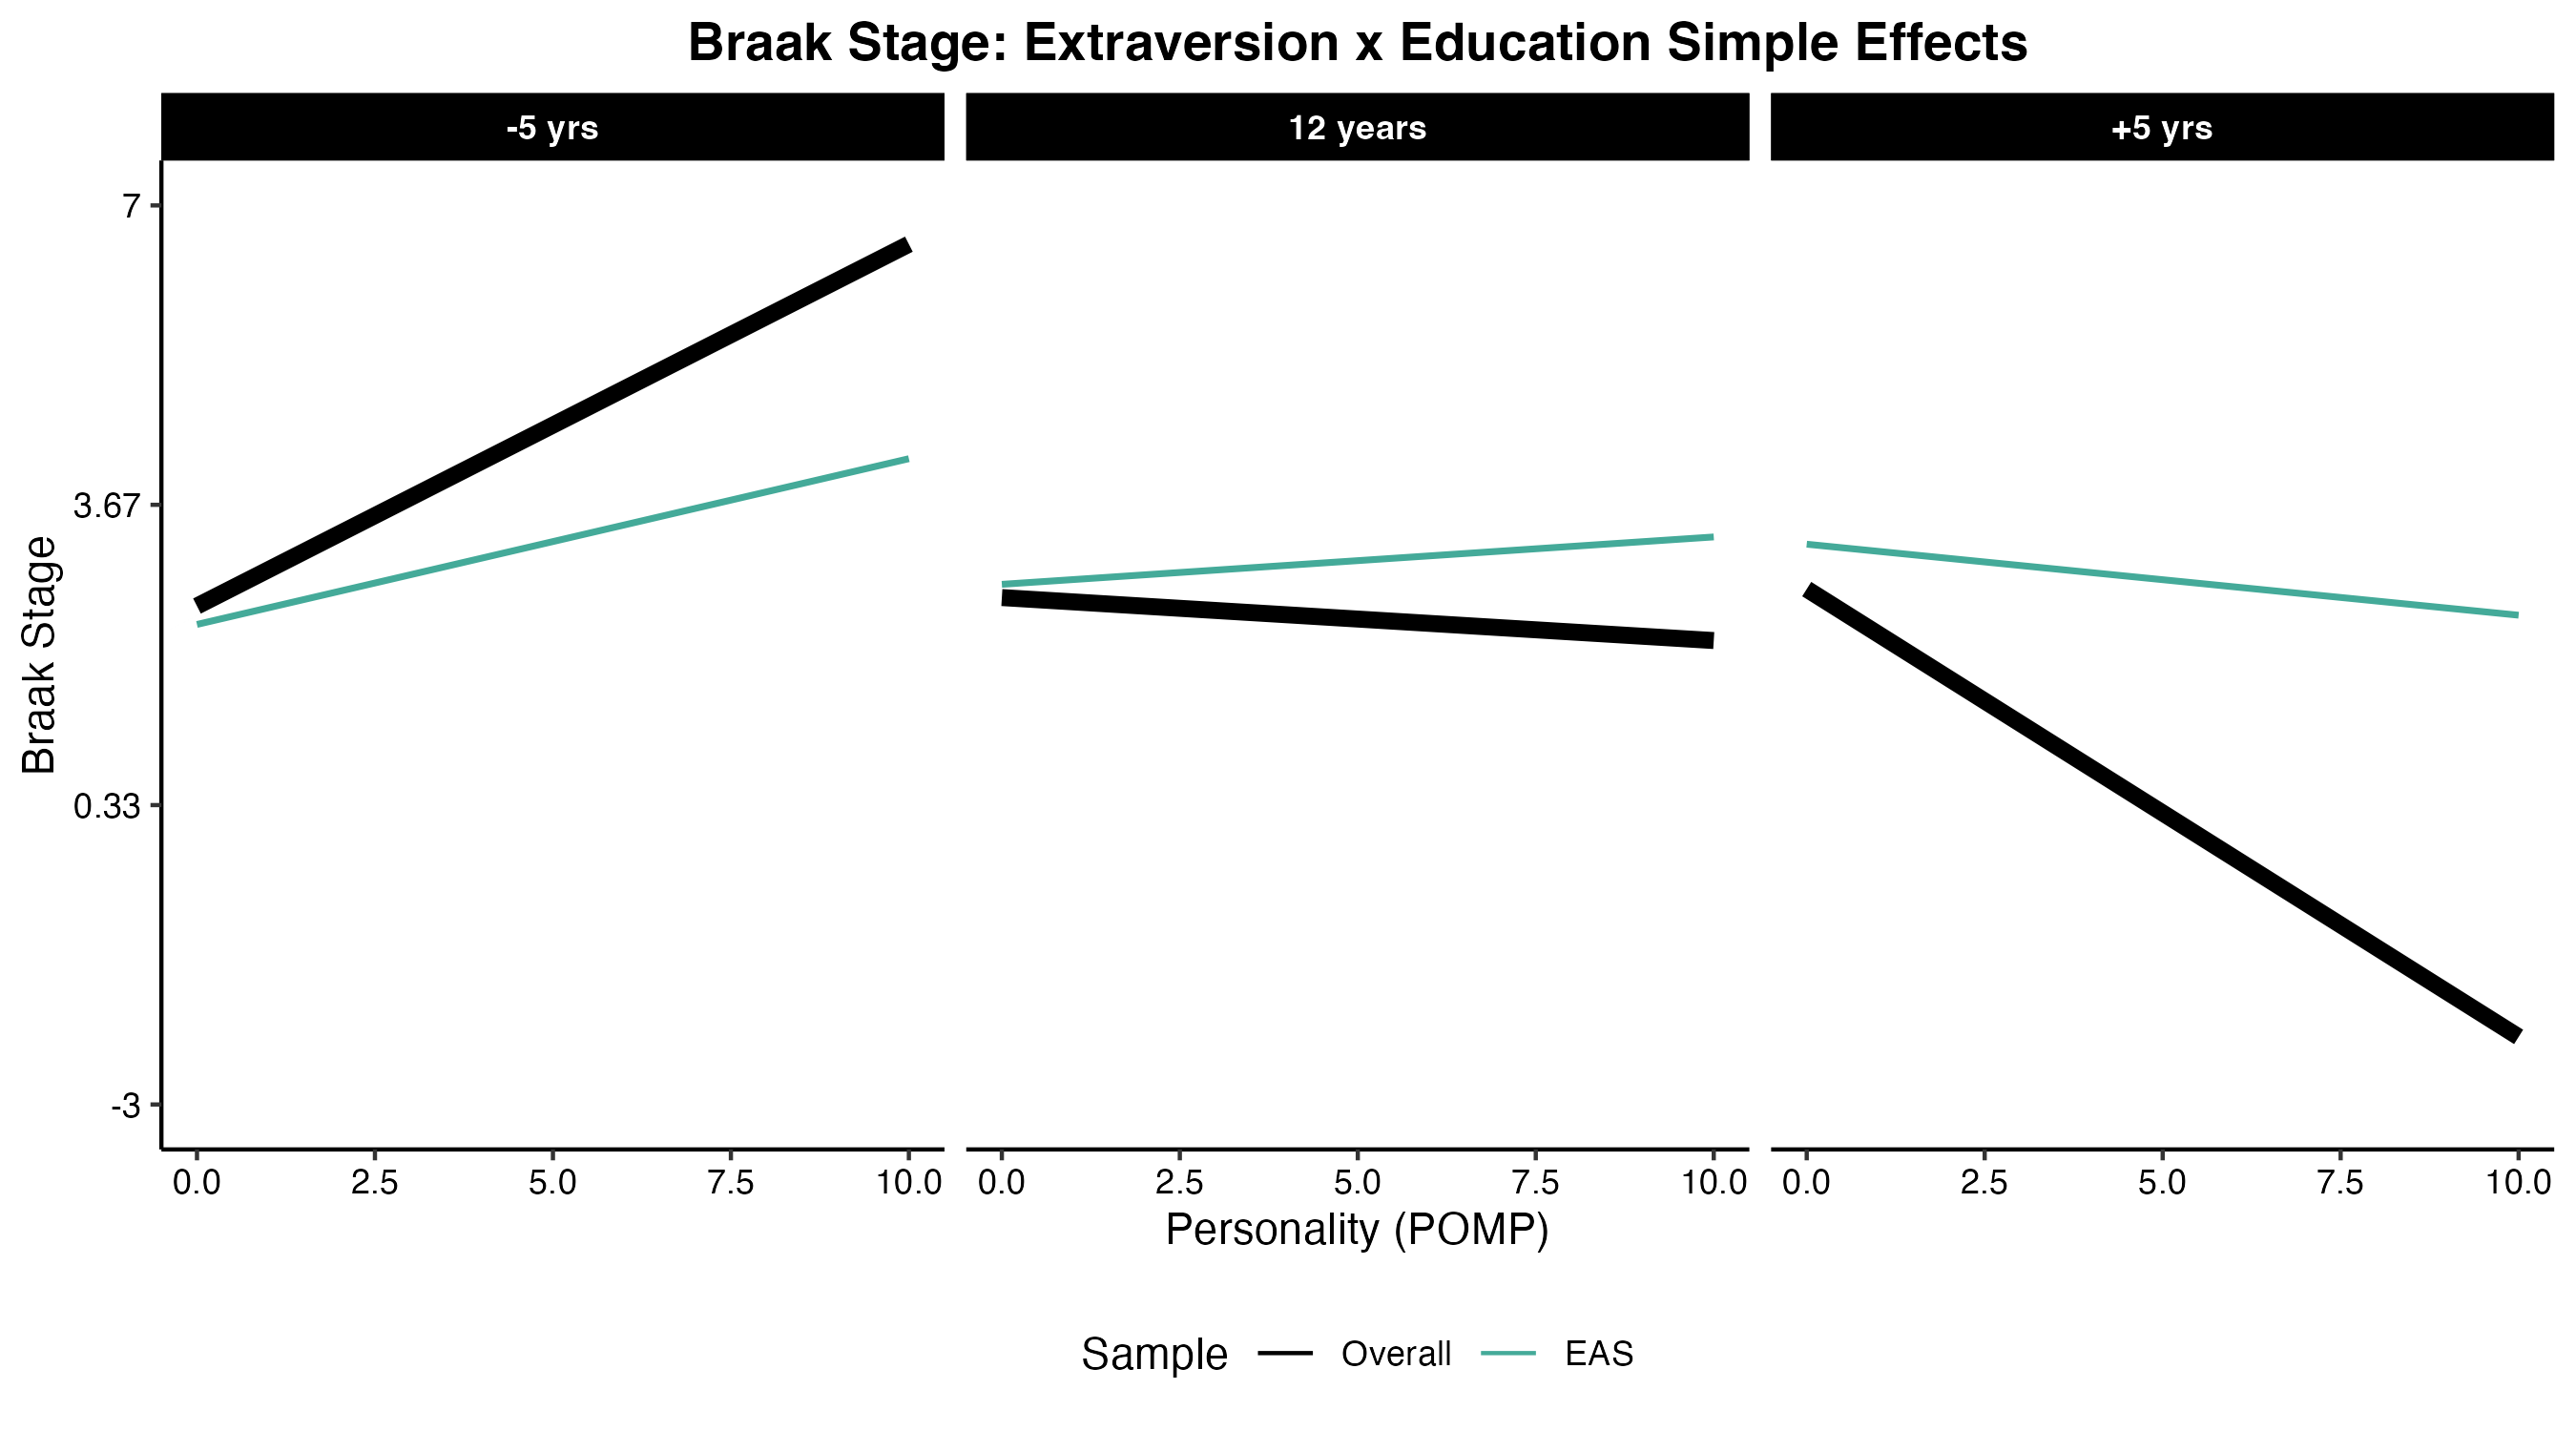 Braak Stage: Extraversion x Education Simple Effects
-5 yrs
12 years
+5 yrs
Braak Stage
7
3.67
0.33
-3
0.0 2.5 5.0 7.5 10.0
0.0 2.5 5.0 7.5 10.0
0.0 2.5 5.0 7.5 10.0
Personality (POMP)
Sample Overall EAS